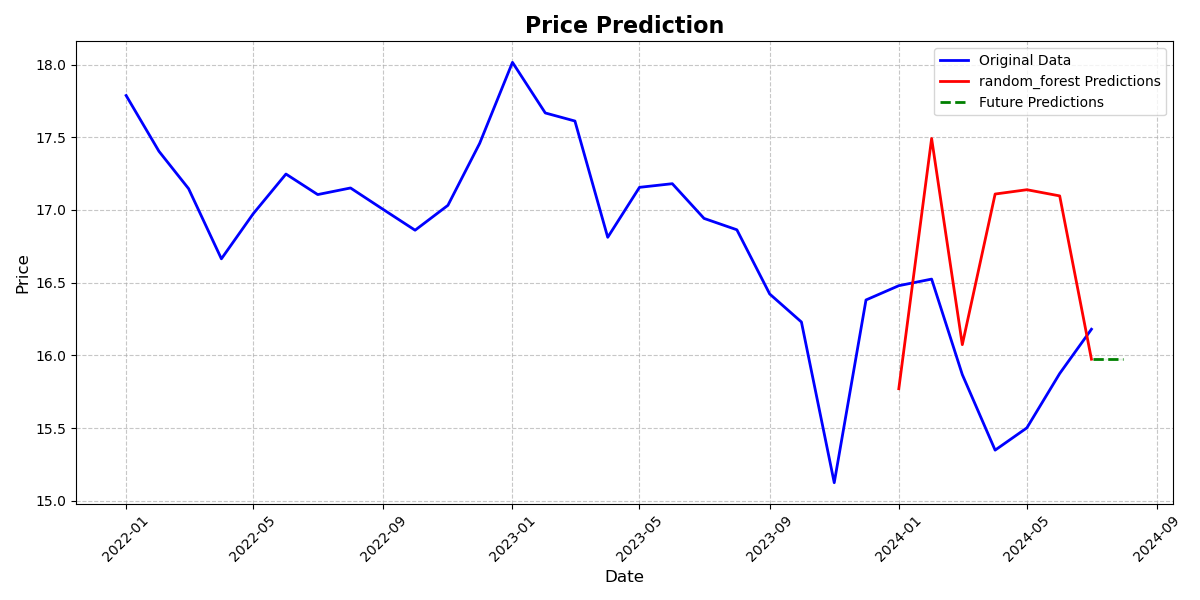 Price Prediction
Original Data
random_forest Predictions
Future Predictions
Price
18.0
17.5
17.0
16.5
16.0
15.5
15.0
2022-01
2022-05
2022-09
2023-01
2023-05
2023-09
2024-01
2024-05
2024-09
Date